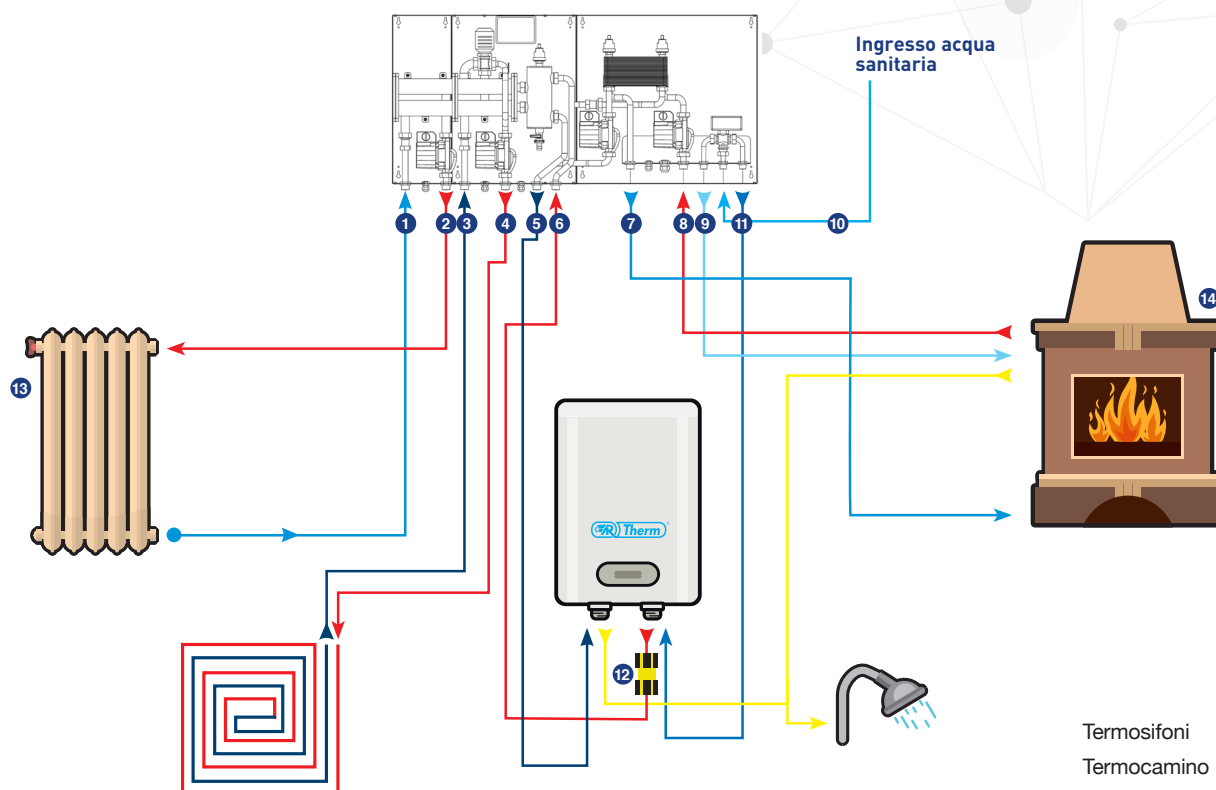 Ingresso acqua
sanitaria
1 2 3 4 5 6 7 8 9 11 10
14
13
Therm
12
Termosifoni
Termocamino